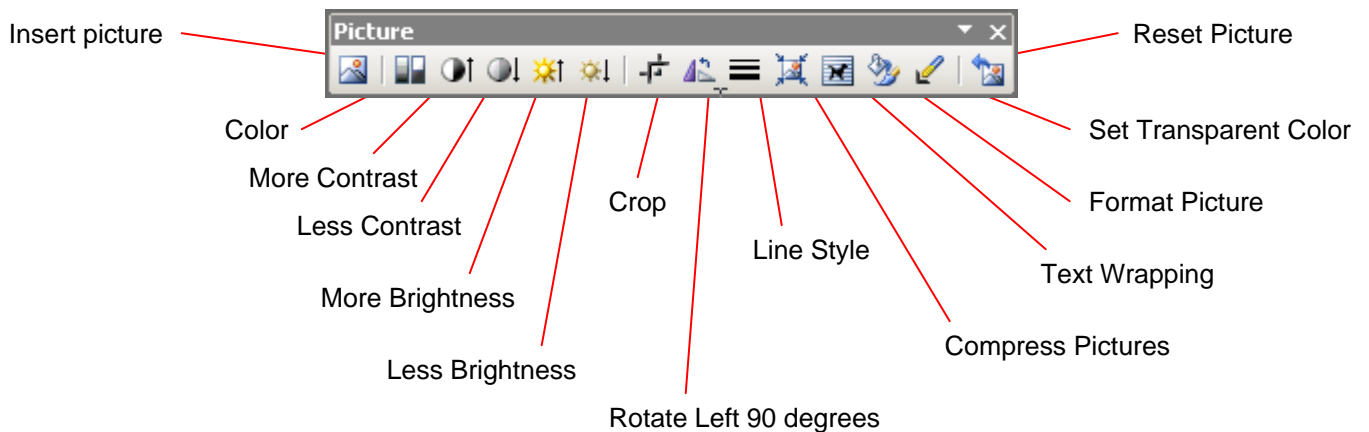 Picture
Insert picture
Reset Picture
Color
Set Transparent Color
More Contrast
Crop
Format Picture
Less Contrast
Line Style
Text Wrapping
More Brightness
Compress Pictures
Less Brightness
Rotate Left 90 degrees